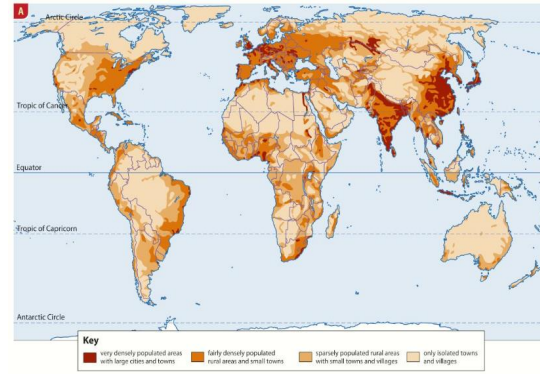 A
Arctic Circle
Tropic of Cancer
Equator
Tropic of Capricorn
Antarctic Circle
Key
very densely populated areas
with large cities and towns
fairly densely populated
rural areas and small towns
sparsely populated rural areas
with small towns and villages
only isolated towns
and villages